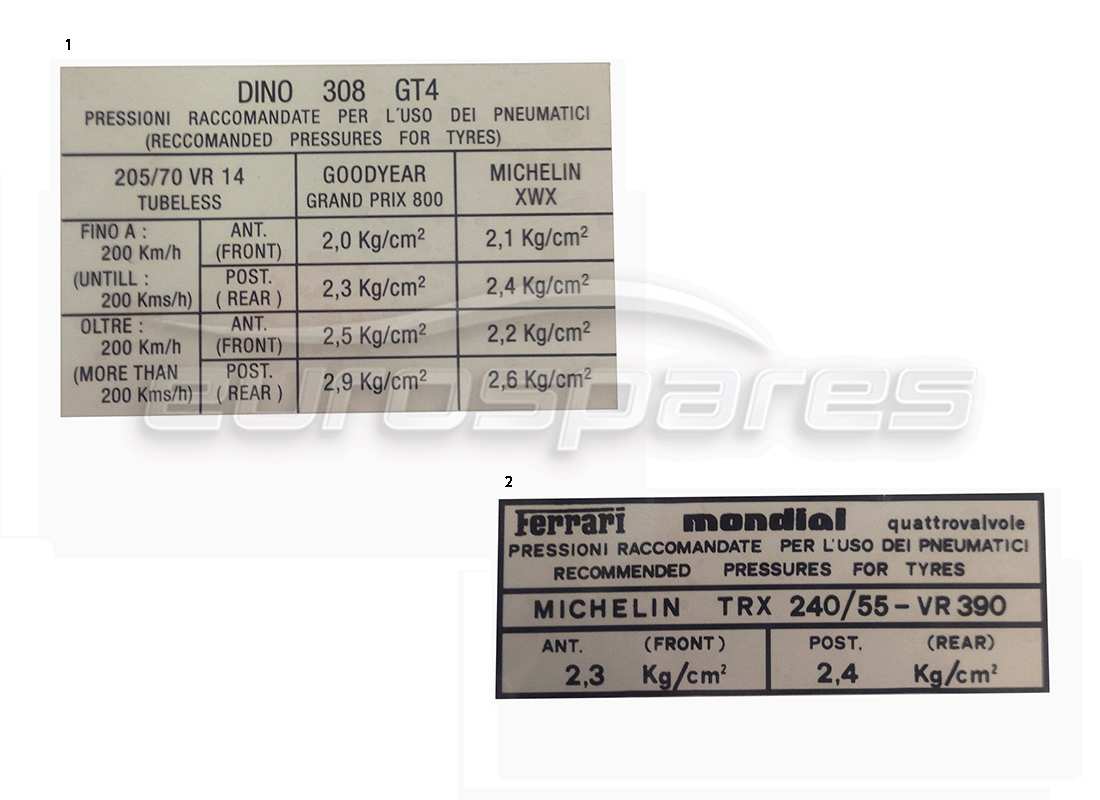 1
DINO 308 GT4
PRESSIONI RACCOMANDATE PER L'USO DEI PNEUMATICI
(RECCOMANDED PRESSURES FOR TYRES)
205/70 VR 14 GOODYEAR MICHELIN
TUBELESS GRAND PRIX 800 XWX
FINO A : ANT. 2,0 Kg/cm² 2,1 Kg/cm²
200 Km/h (FRONT)
(UNTILL : POST. 2,3 Kg/cm² 2,4 Kg/cm²
200 Kms/h) ( REAR )
OLTRE : ANT. 2,5 Kg/cm² 2,2 Kg/cm²
200 Km/h (FRONT)
(MORE THAN POST. 2,9 Kg/cm² 2,6 Kg/cm²
200 Kms/h) ( REAR )
eurospares
2
Ferrari mondial quattrovalvole
PRESSIONI RACCOMANDATE PER L'USO DEI PNEUMATICI
RECOMMENDED PRESSURES FOR TYRES
MICHELIN TRX 240/55-VR 390
ANT. (FRONT) POST. (REAR)
2,3 Kg/cm² 2,4 Kg/cm²